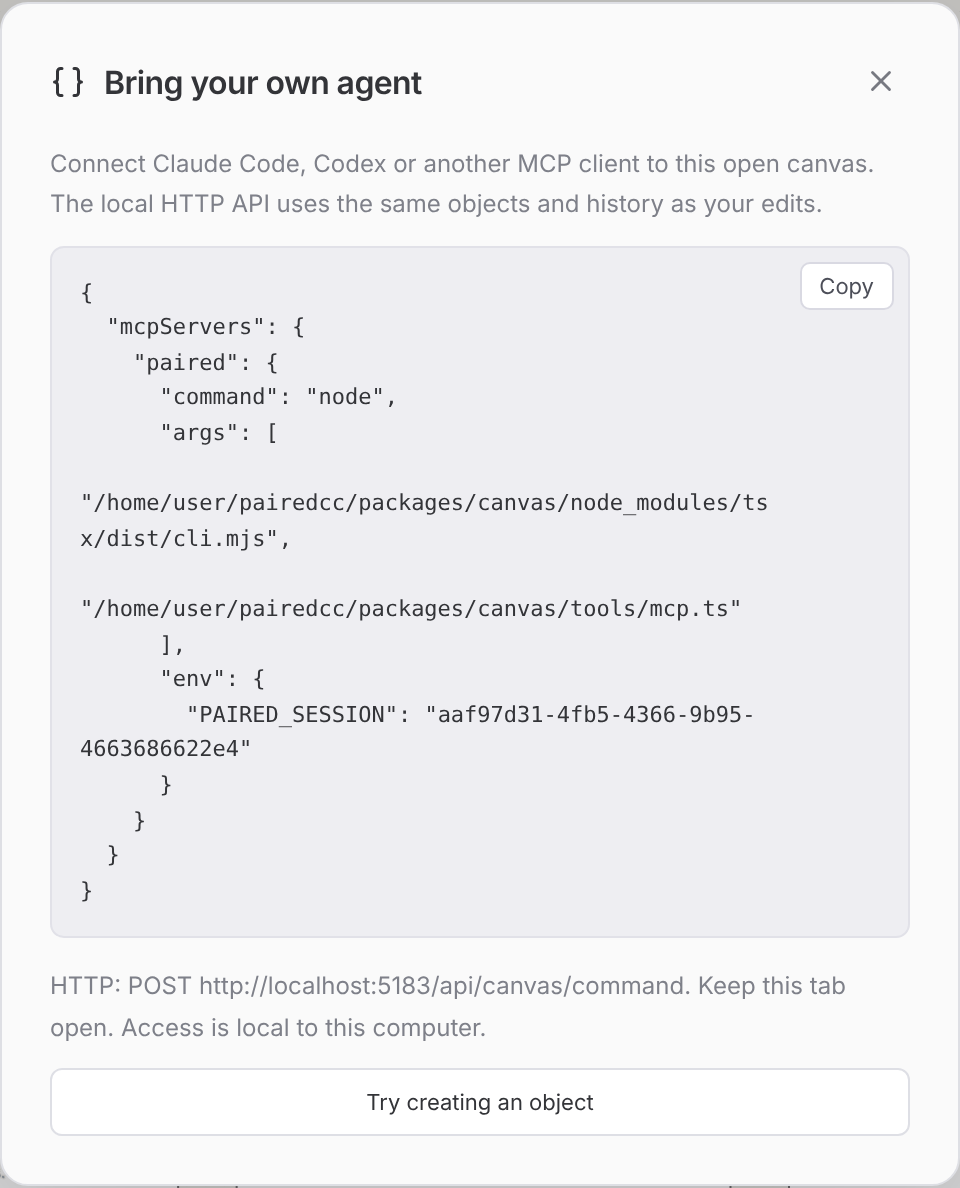 { } Bring your own agent
Connect Claude Code, Codex or another MCP client to this open canvas.
The local HTTP API uses the same objects and history as your edits.
Copy
{
  "mcpServers": {
    "paired": {
      "command": "node",
      "args": [
"/home/user/pairedcc/packages/canvas/node_modules/ts
x/dist/cli.mjs",
"/home/user/pairedcc/packages/canvas/tools/mcp.ts"
      ],
      "env": {
        "PAIRED_SESSION": "aaf97d31-4fb5-4366-9b95-
4663686622e4"
      }
    }
  }
}
HTTP: POST http://localhost:5183/api/canvas/command. Keep this tab
open. Access is local to this computer.
Try creating an object